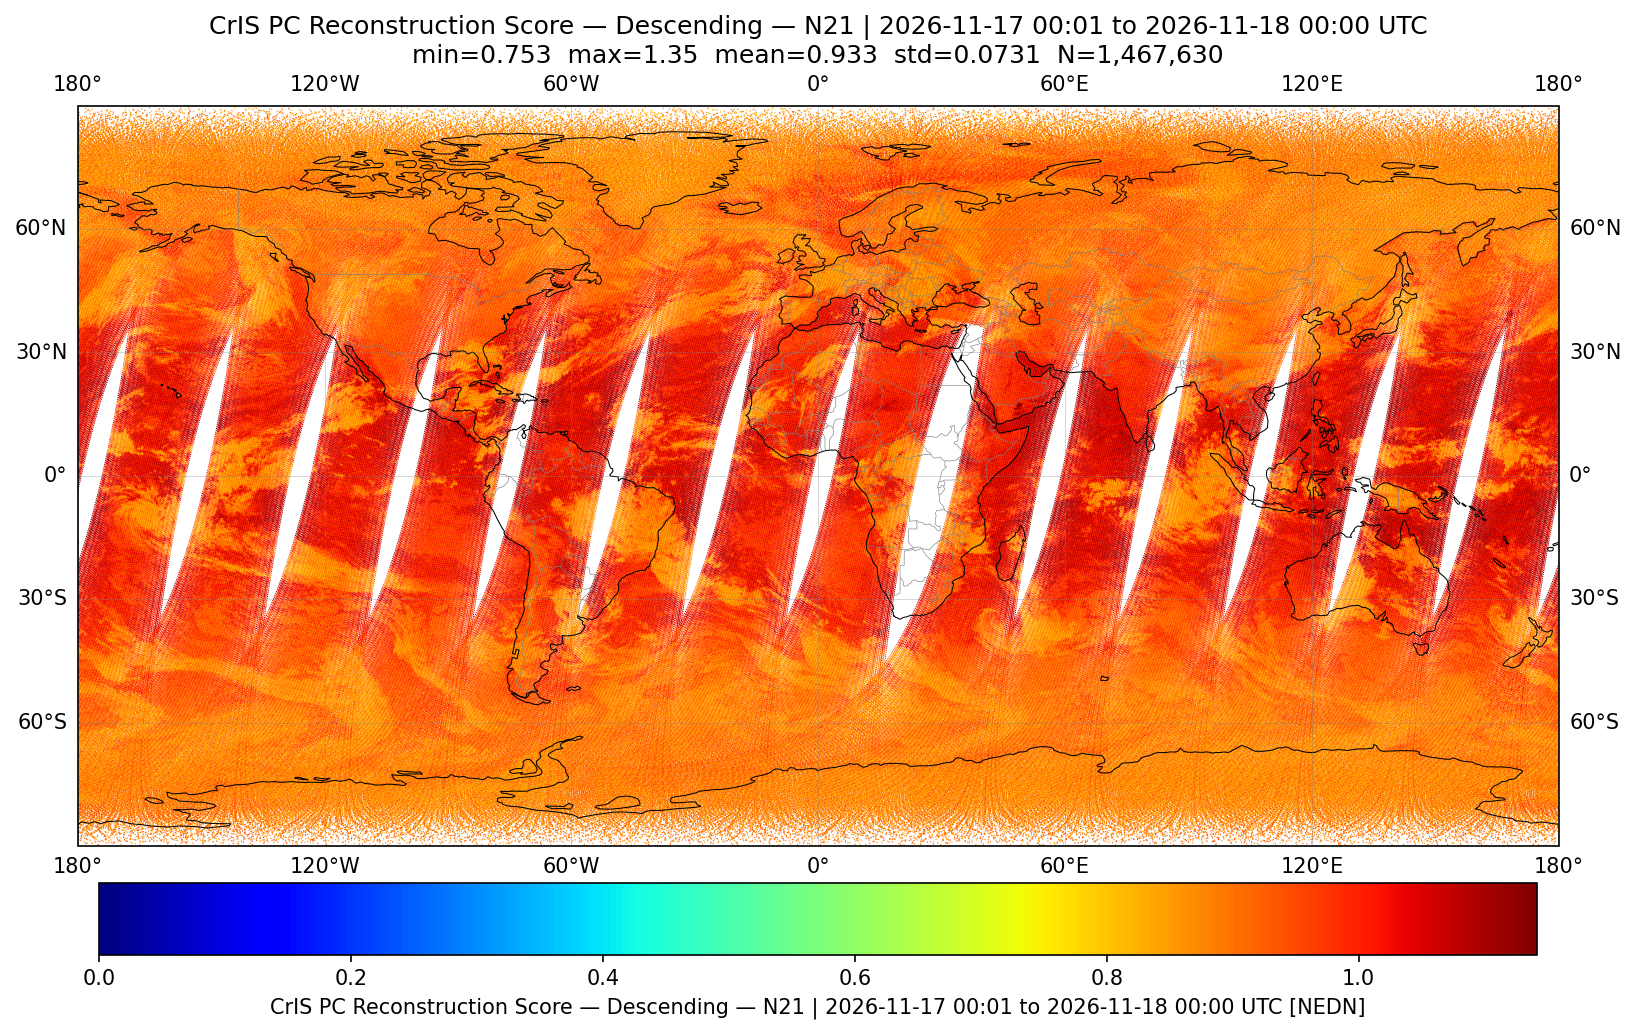 CrIS PC Reconstruction Score — Descending — N21 | 2026-11-17 00:01 to 2026-11-18 00:00 UTC
min=0.753 max=1.35 mean=0.933 std=0.0731 N=1,467,630
180° 120°W 60°W 0° 60°E 120°E 180°
60°N 60°N
30°N 30°N
0° 0°
30°S 30°S
60°S 60°S
180° 120°W 60°W 0° 60°E 120°E 180°
0.0 0.2 0.4 0.6 0.8 1.0
CrIS PC Reconstruction Score — Descending — N21 | 2026-11-17 00:01 to 2026-11-18 00:00 UTC [NEDN]